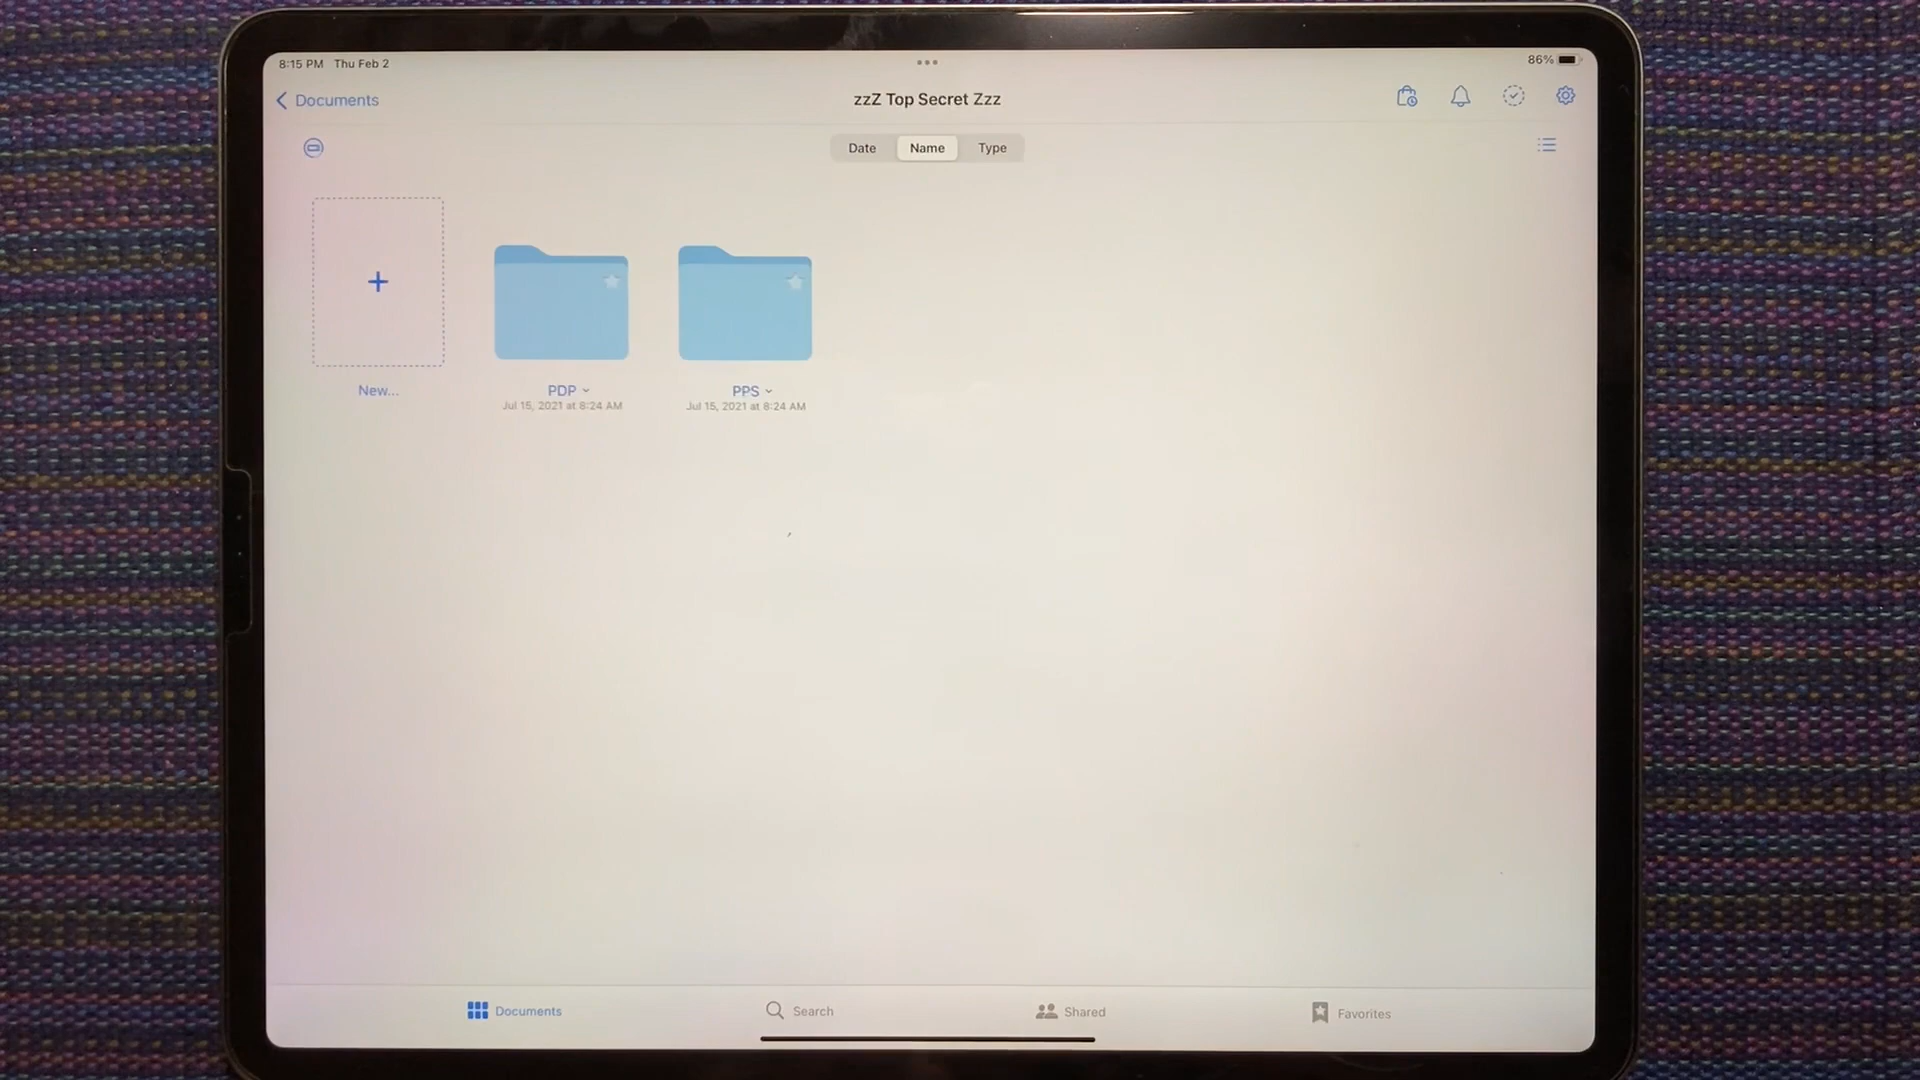 8:15 PM Thu Feb 2
86%
Documents
zzZ Top Secret Zzz
Date Name Type
New...
PDP
Jul 15, 2021 at 8:24 AM
PPS
Jul 15, 2021 at 8:24 AM
Documents
Search
Shared
Favorites